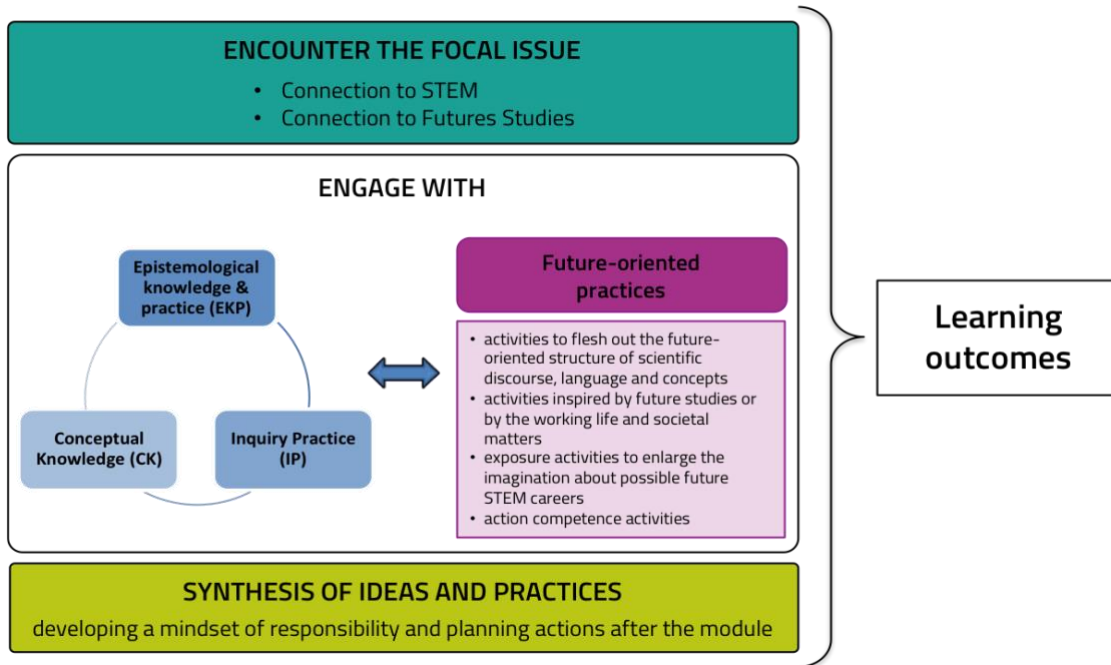 ENCOUNTER THE FOCAL ISSUE
• Connection to STEM
• Connection to Futures Studies
ENGAGE WITH
Epistemological
knowledge &
practice (EKP)
Conceptual
Knowledge (CK)
Inquiry Practice
(IP)
Future-oriented
practices
• activities to flesh out the future-
oriented structure of scientific
discourse, language and concepts
• activities inspired by future studies or
by the working life and societal
matters
• exposure activities to enlarge the
imagination about possible future
STEM careers
• action competence activities
SYNTHESIS OF IDEAS AND PRACTICES
developing a mindset of responsibility and planning actions after the module
Learning
outcomes